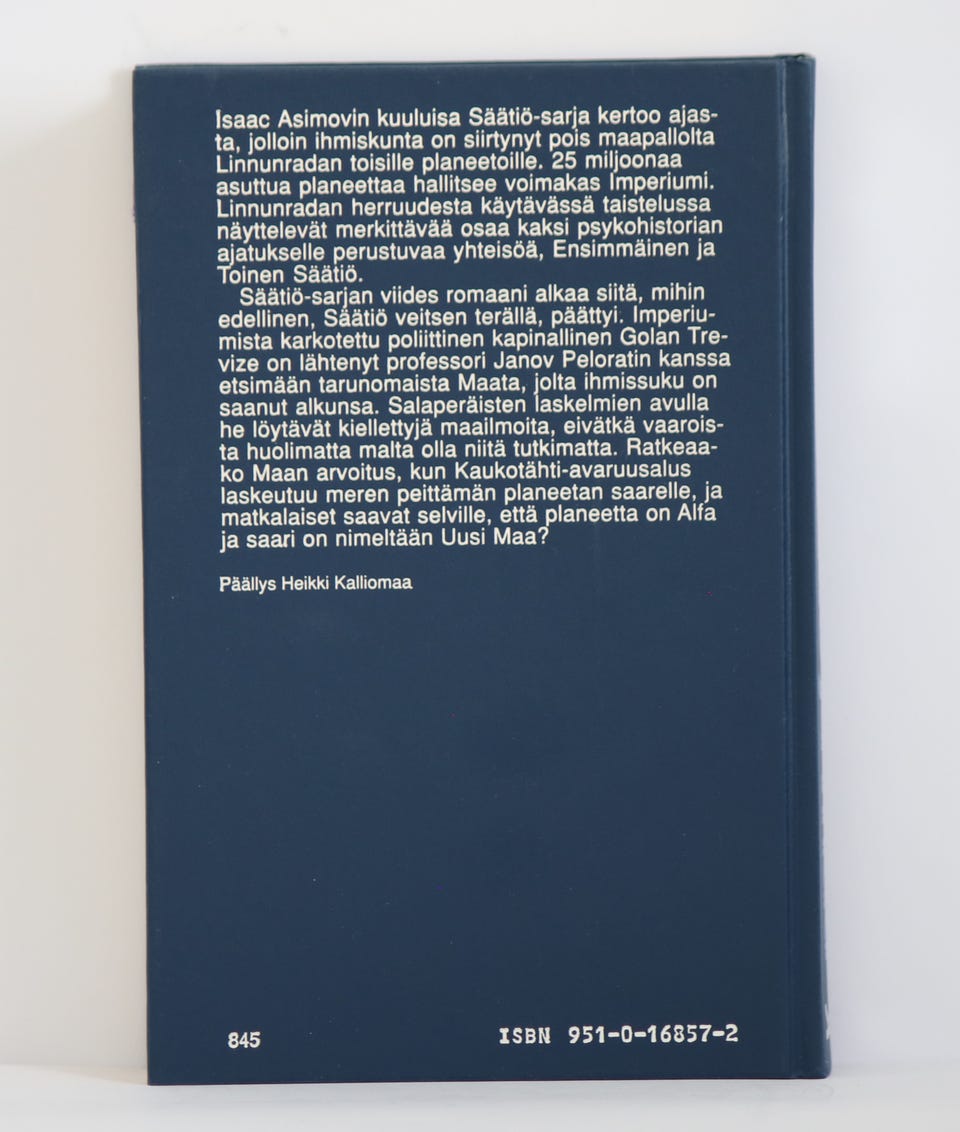 Isaac Asimovin kuuluisa Säätiö-sarja kertoo ajas-
ta, jolloin ihmiskunta on siirtynyt pois maapallolta
Linnunradan toisille planeetoille. 25 miljoonaa
asuttua planeettaa hallitsee voimakas Imperiumi.
Linnunradan herruudesta käytävässä taistelussa
näyttelevät merkittävää osaa kaksi psykohistorian
ajatukselle perustuvaa yhteisöä, Ensimmäinen ja
Toinen Säätiö.
Säätiö-sarjan viides romaani alkaa siitä, mihin
edellinen, Säätiö veitsen terällä, päättyi. Imperiu-
mista karkotettu poliittinen kapinallinen Golan Tre-
vize on lähtenyt professori Janov Peloratin kanssa
etsimään tarunomaista Maata, jolta ihmissuku on
saanut alkunsa. Salaperäisten laskelmien avulla
he löytävät kiellettyjä maailmoita, eivätkä vaarois-
ta huolimatta malta olla niitä tutkimatta. Ratkeaa-
ko Maan arvoitus, kun Kaukotähti-avaruusalus
laskeutuu meren peittämän planeetan saarelle, ja
matkalaiset saavat selville, että planeetta on Alfa
ja saari on nimeltään Uusi Maa?
Päällys Heikki Kalliomaa
845
ISBN 951-0-16857-2